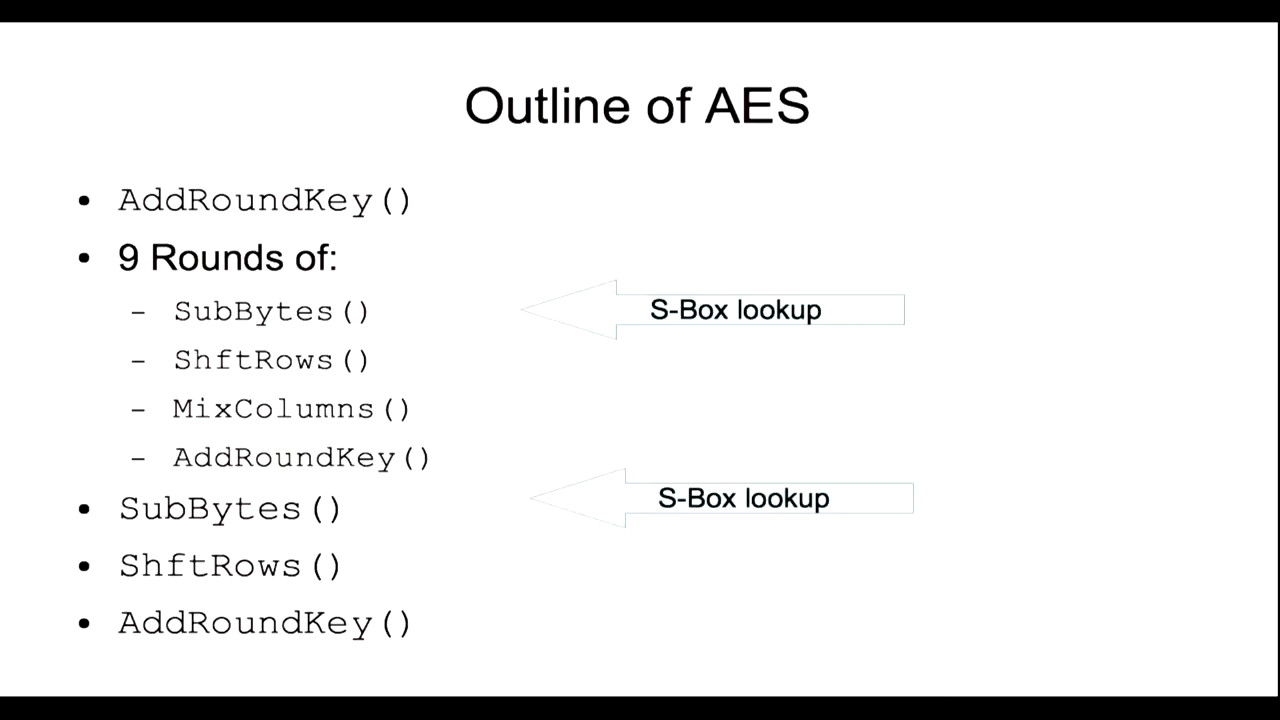 Outline of AES
• AddRoundKey()
• 9 Rounds of:
– SubBytes()
S-Box lookup
– ShftRows()
– MixColumns()
– AddRoundKey()
• SubBytes()
S-Box lookup
• ShftRows()
• AddRoundKey()